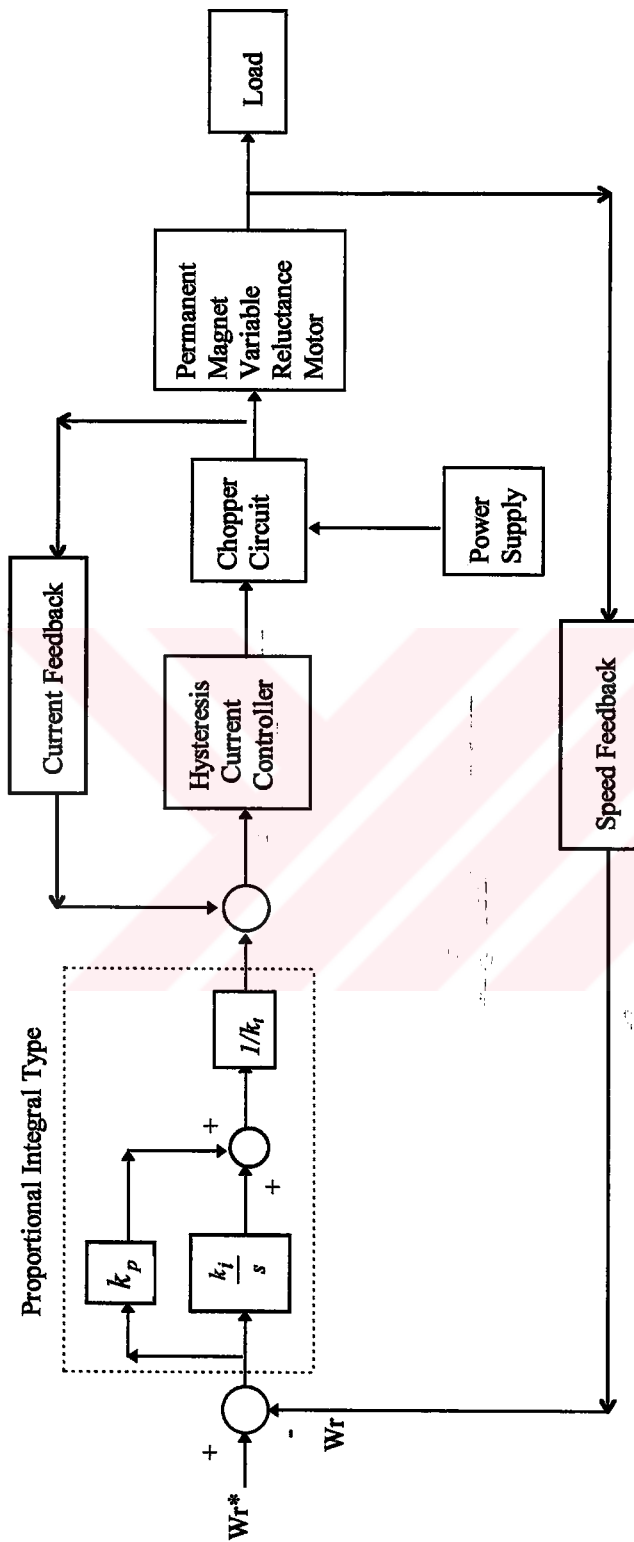 Proportional Integral Type
Wr*
+
-
Wr
k_p
k_i
s
+
+
1/k_t
Current Feedback
Hysteresis
Current
Controller
Chopper
Circuit
Power
Supply
Permanent
Magnet
Variable
Reluctance
Motor
Load
Speed Feedback